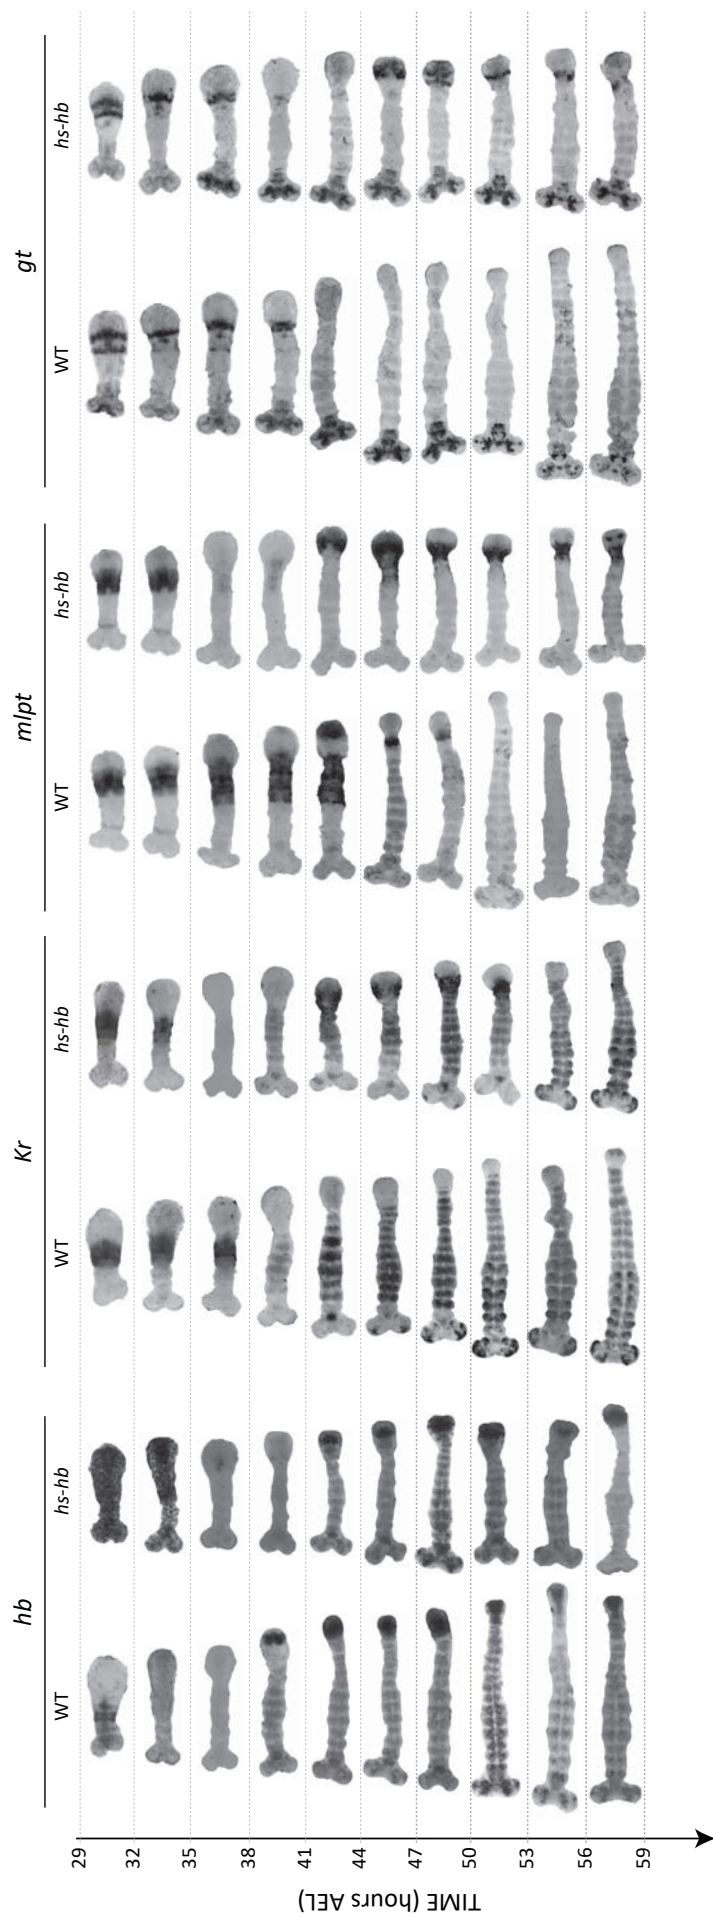 hb
Kr
mlpt
gt
WT
hs-hb
WT
hs-hb
WT
hs-hb
WT
hs-hb
29
32
35
38
41
44
47
50
53
56
59
TIME (hours AEL)